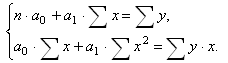 n · a₀ + a₁ · ∑ x = ∑ y,
a₀ · ∑ x + a₁ · ∑ x² = ∑ y · x.